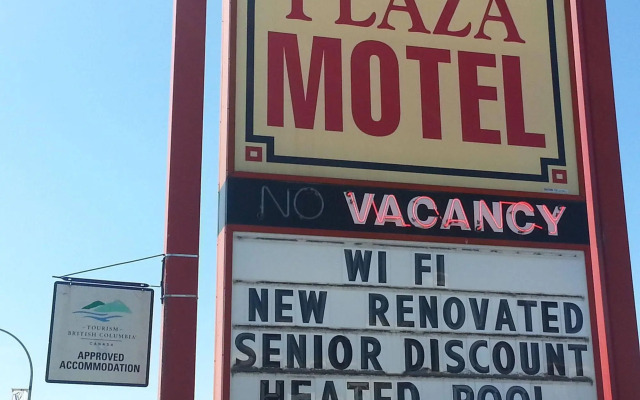 PLAZA
MOTEL
NO VACANCY
WI FI
NEW RENOVATED
SENIOR DISCOUNT
HEATED POOL
TOURISM
BRITISH COLUMBIA
CANADA
APPROVED
ACCOMMODATION